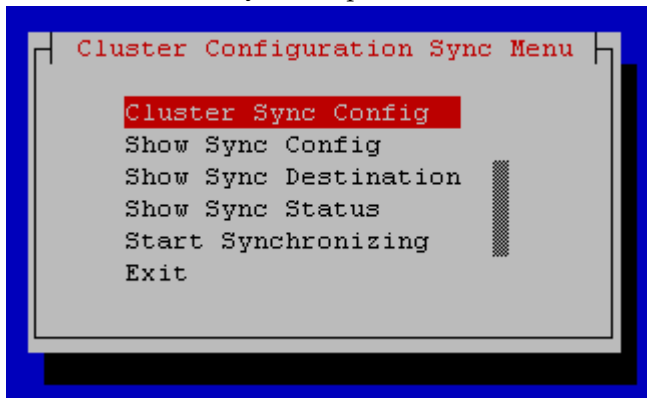 Cluster Configuration Sync Menu
Cluster Sync Config
Show Sync Config
Show Sync Destination
Show Sync Status
Start Synchronizing
Exit